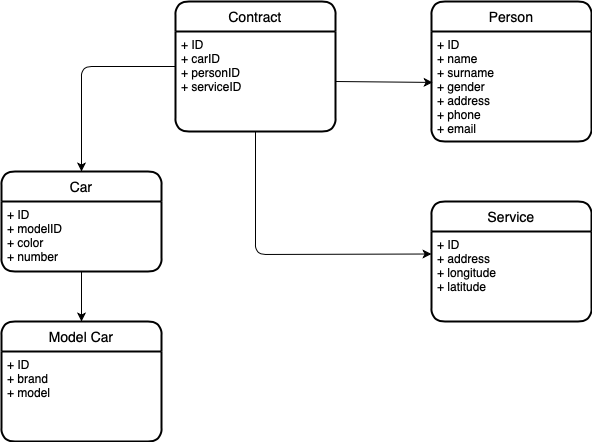 Contract
+ ID
+ carID
+ personID
+ serviceID
Person
+ ID
+ name
+ surname
+ gender
+ address
+ phone
+ email
Car
+ ID
+ modelID
+ color
+ number
Service
+ ID
+ address
+ longitude
+ latitude
Model Car
+ ID
+ brand
+ model